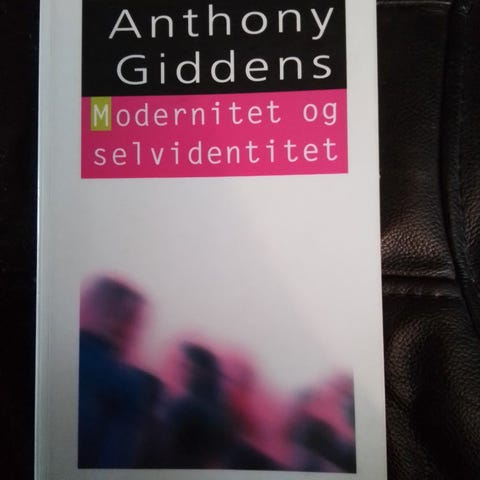 Anthony
Giddens
Modernitet og
selvidentitet